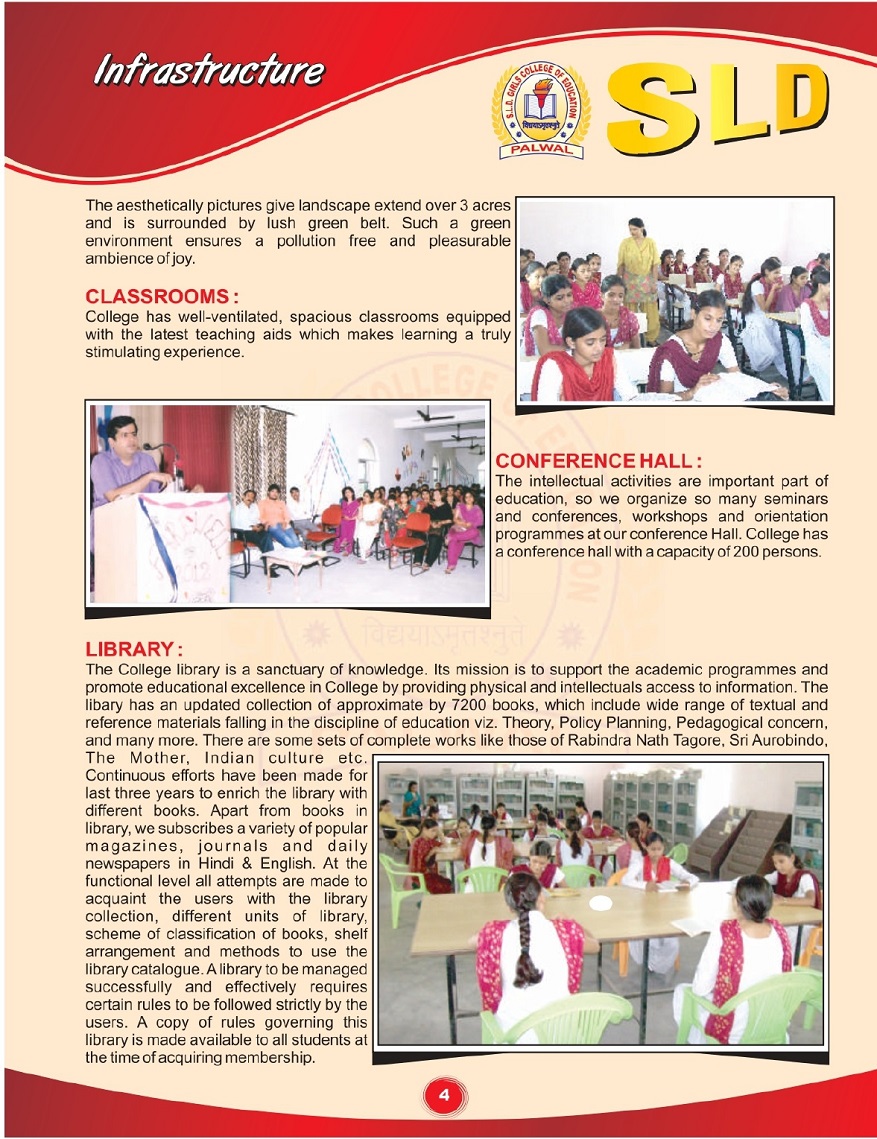 Infrastructure
S.L.D. GIRLS COLLEGE OF EDUCATION
विद्ययाऽमृतश्नुते
PALWAL
SLD
The aesthetically pictures give landscape extend over 3 acres
and is surrounded by lush green belt. Such a green
environment ensures a pollution free and pleasurable
ambience of joy.
CLASSROOMS :
College has well-ventilated, spacious classrooms equipped
with the latest teaching aids which makes learning a truly
stimulating experience.
CONFERENCE HALL :
The intellectual activities are important part of
education, so we organize so many seminars
and conferences, workshops and orientation
programmes at our conference Hall. College has
a conference hall with a capacity of 200 persons.
विद्ययाऽमृतश्नुते
LIBRARY :
The College library is a sanctuary of knowledge. Its mission is to support the academic programmes and
promote educational excellence in College by providing physical and intellectuals access to information. The
libary has an updated collection of approximate by 7200 books, which include wide range of textual and
reference materials falling in the discipline of education viz. Theory, Policy Planning, Pedagogical concern,
and many more. There are some sets of complete works like those of Rabindra Nath Tagore, Sri Aurobindo,
The Mother, Indian culture etc.
Continuous efforts have been made for
last three years to enrich the library with
different books. Apart from books in
library, we subscribes a variety of popular
magazines, journals and daily
newspapers in Hindi & English. At the
functional level all attempts are made to
acquaint the users with the library
collection, different units of library,
scheme of classification of books, shelf
arrangement and methods to use the
library catalogue. A library to be managed
successfully and effectively requires
certain rules to be followed strictly by the
users. A copy of rules governing this
library is made available to all students at
the time of acquiring membership.
4